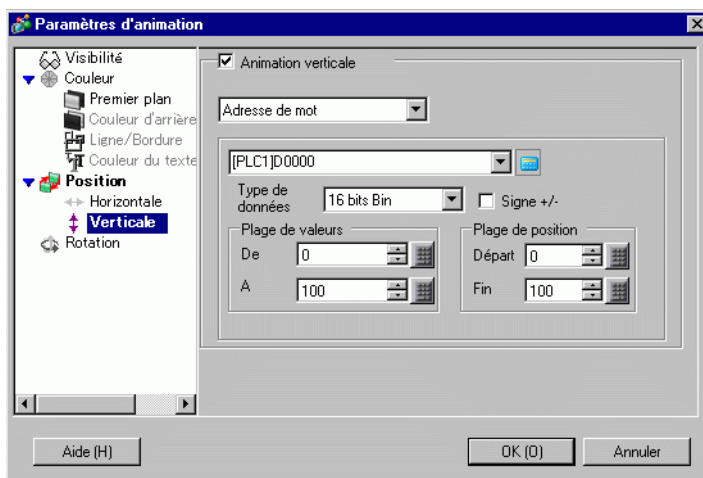 Paramètres d'animation
Visibilité
Couleur
Premier plan
Couleur d'arrière
Ligne/Bordure
Couleur du texte
Position
Horizontale
Verticale
Rotation
Animation verticale
Adresse de mot
[PLC1]D0000
Type de
données
16 bits Bin
Signe +/-
Plage de valeurs
De 0
A 100
Plage de position
Départ 0
Fin 100
Aide (H)
OK (O)
Annuler